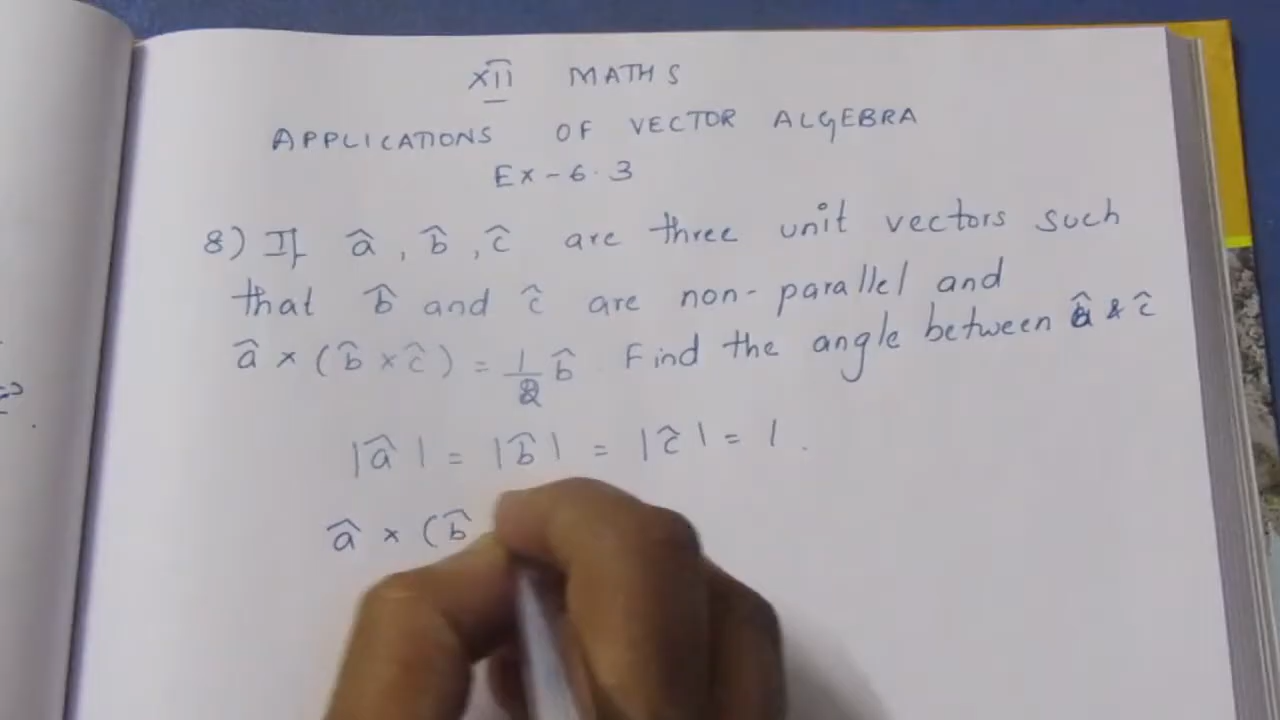 XII MATHS
APPLICATIONS OF VECTOR ALGEBRA
Ex - 6.3
8) If â, b̂, ĉ are three unit vectors such
that b̂ and ĉ are non-parallel and
â × (b̂ × ĉ) = 1/2 b̂ Find the angle between â & ĉ
|â| = |b̂| = |ĉ| = 1.
â × (b̂